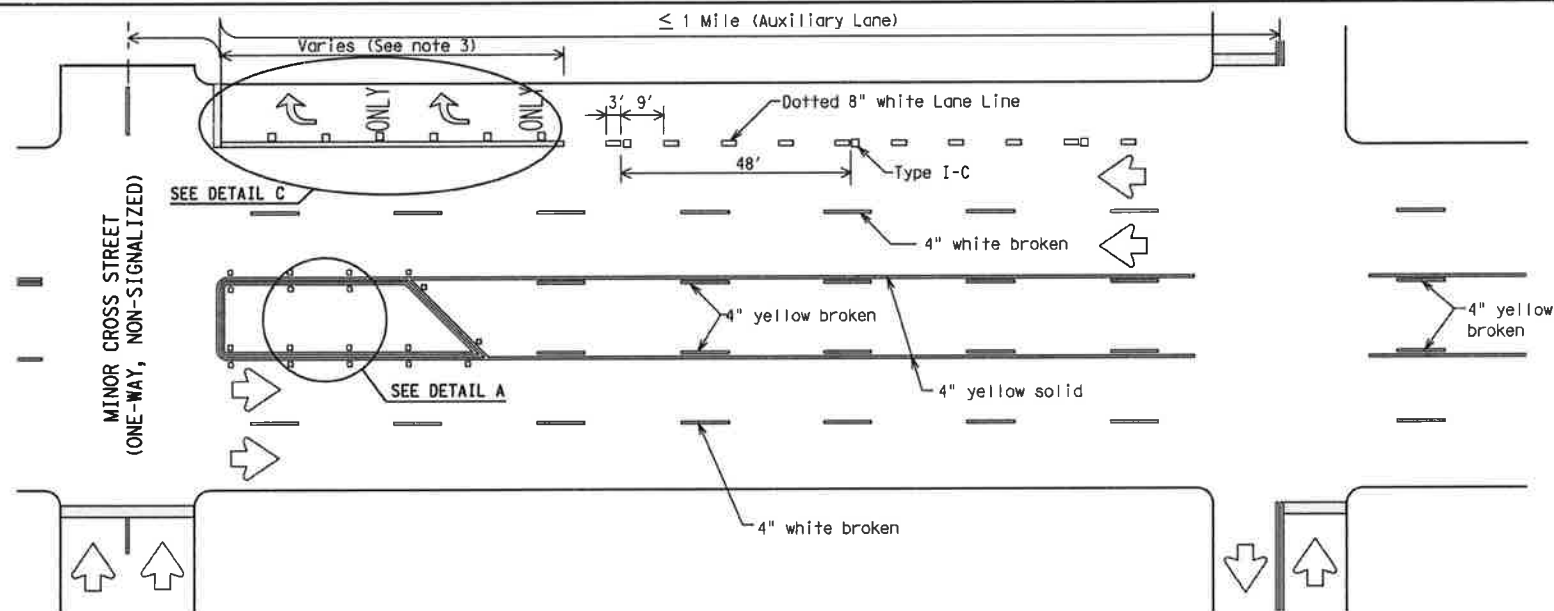 ≤ 1 Mile (Auxiliary Lane)
Varies (See note 3)
ONLY
ONLY
3' 9'
Dotted 8" white Lane Line
48'
Type I-C
SEE DETAIL C
4" white broken
MINOR CROSS STREET
(ONE-WAY, NON-SIGNALIZED)
4" yellow broken
4" yellow
broken
SEE DETAIL A
4" yellow solid
4" white broken